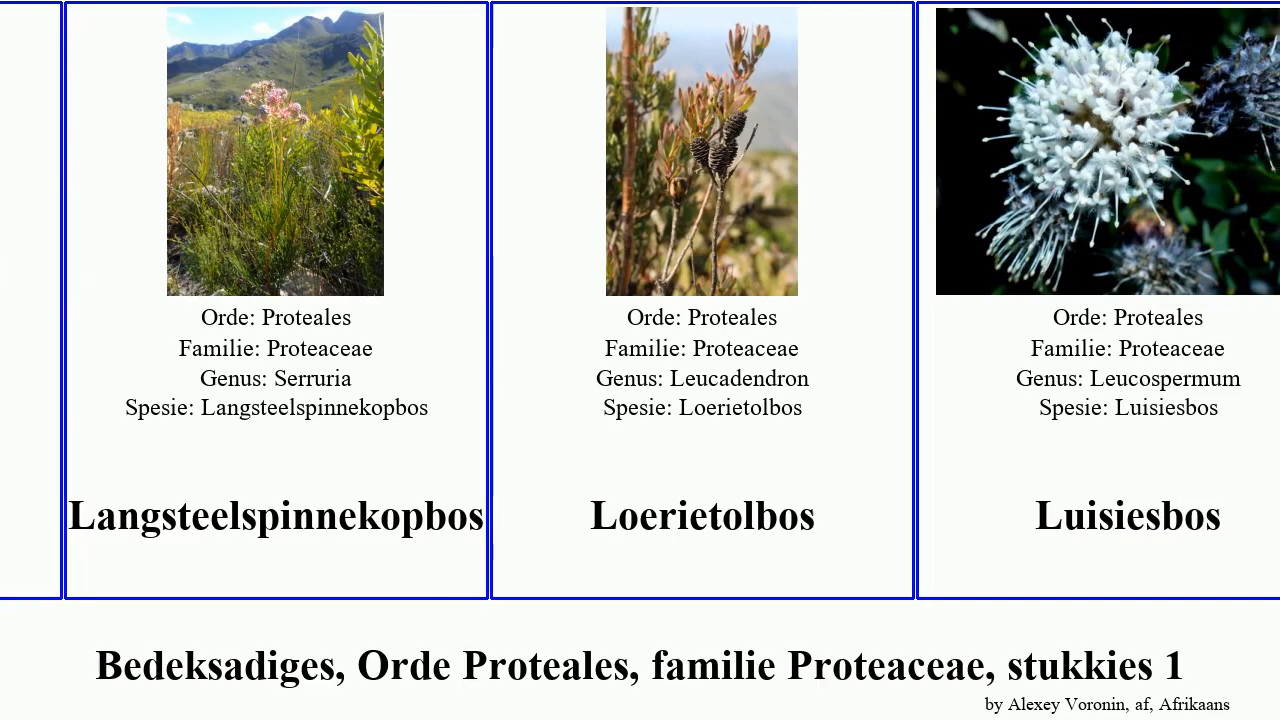 Orde: Proteales
Familie: Proteaceae
Genus: Serruria
Spesie: Langsteelspinnekopbos
Langsteelspinnekopbos
Orde: Proteales
Familie: Proteaceae
Genus: Leucadendron
Spesie: Loerietolbos
Loerietolbos
Orde: Proteales
Familie: Proteaceae
Genus: Leucospermum
Spesie: Luisiesbos
Luisiesbos
Bedeksadiges, Orde Proteales, familie Proteaceae, stukkies 1
by Alexey Voronin, af, Afrikaans